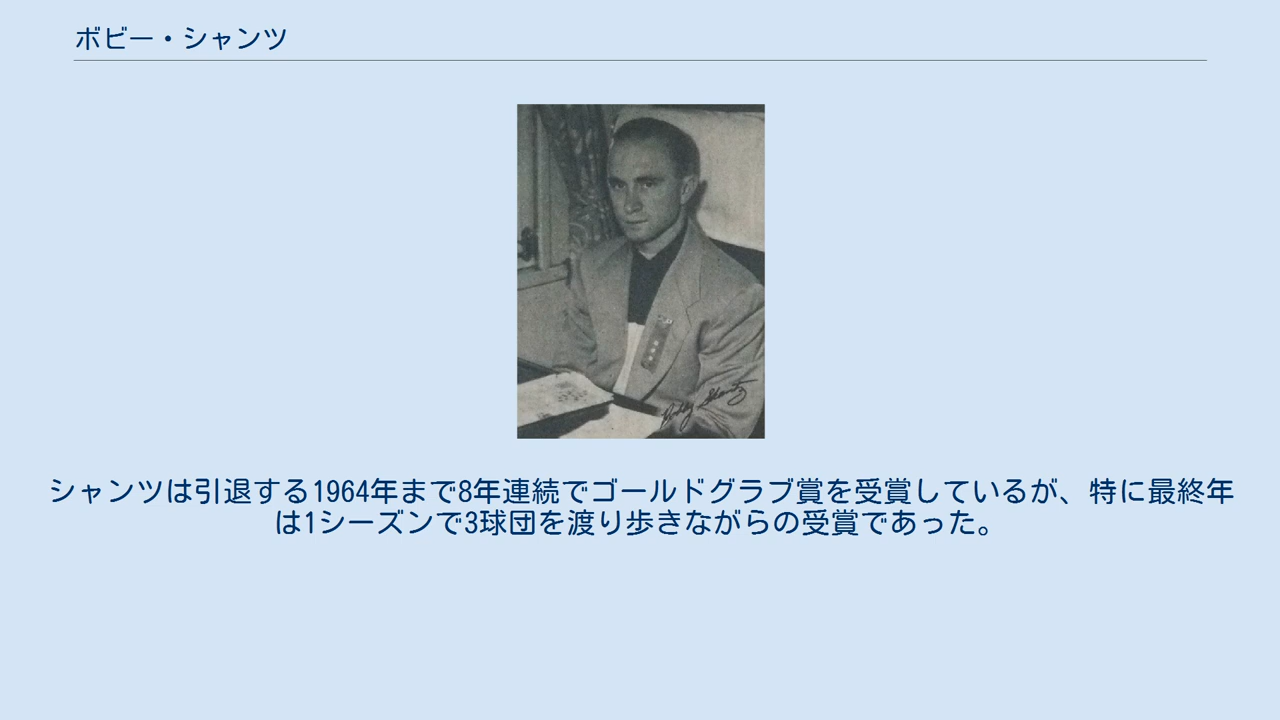 ボビー・シャンツ
Bobby Shantz
シャンツは引退する1964年まで8年連続でゴールドグラブ賞を受賞しているが、特に最終年
は1シーズンで3球団を渡り歩きながらの受賞であった。